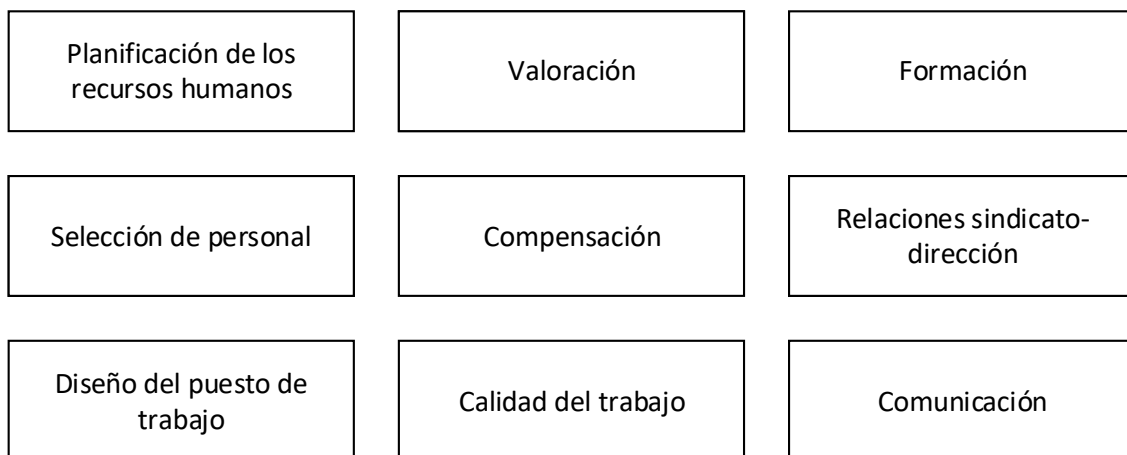 Planificación de los
recursos humanos
Valoración
Formación
Selección de personal
Compensación
Relaciones sindicato-
dirección
Diseño del puesto de
trabajo
Calidad del trabajo
Comunicación